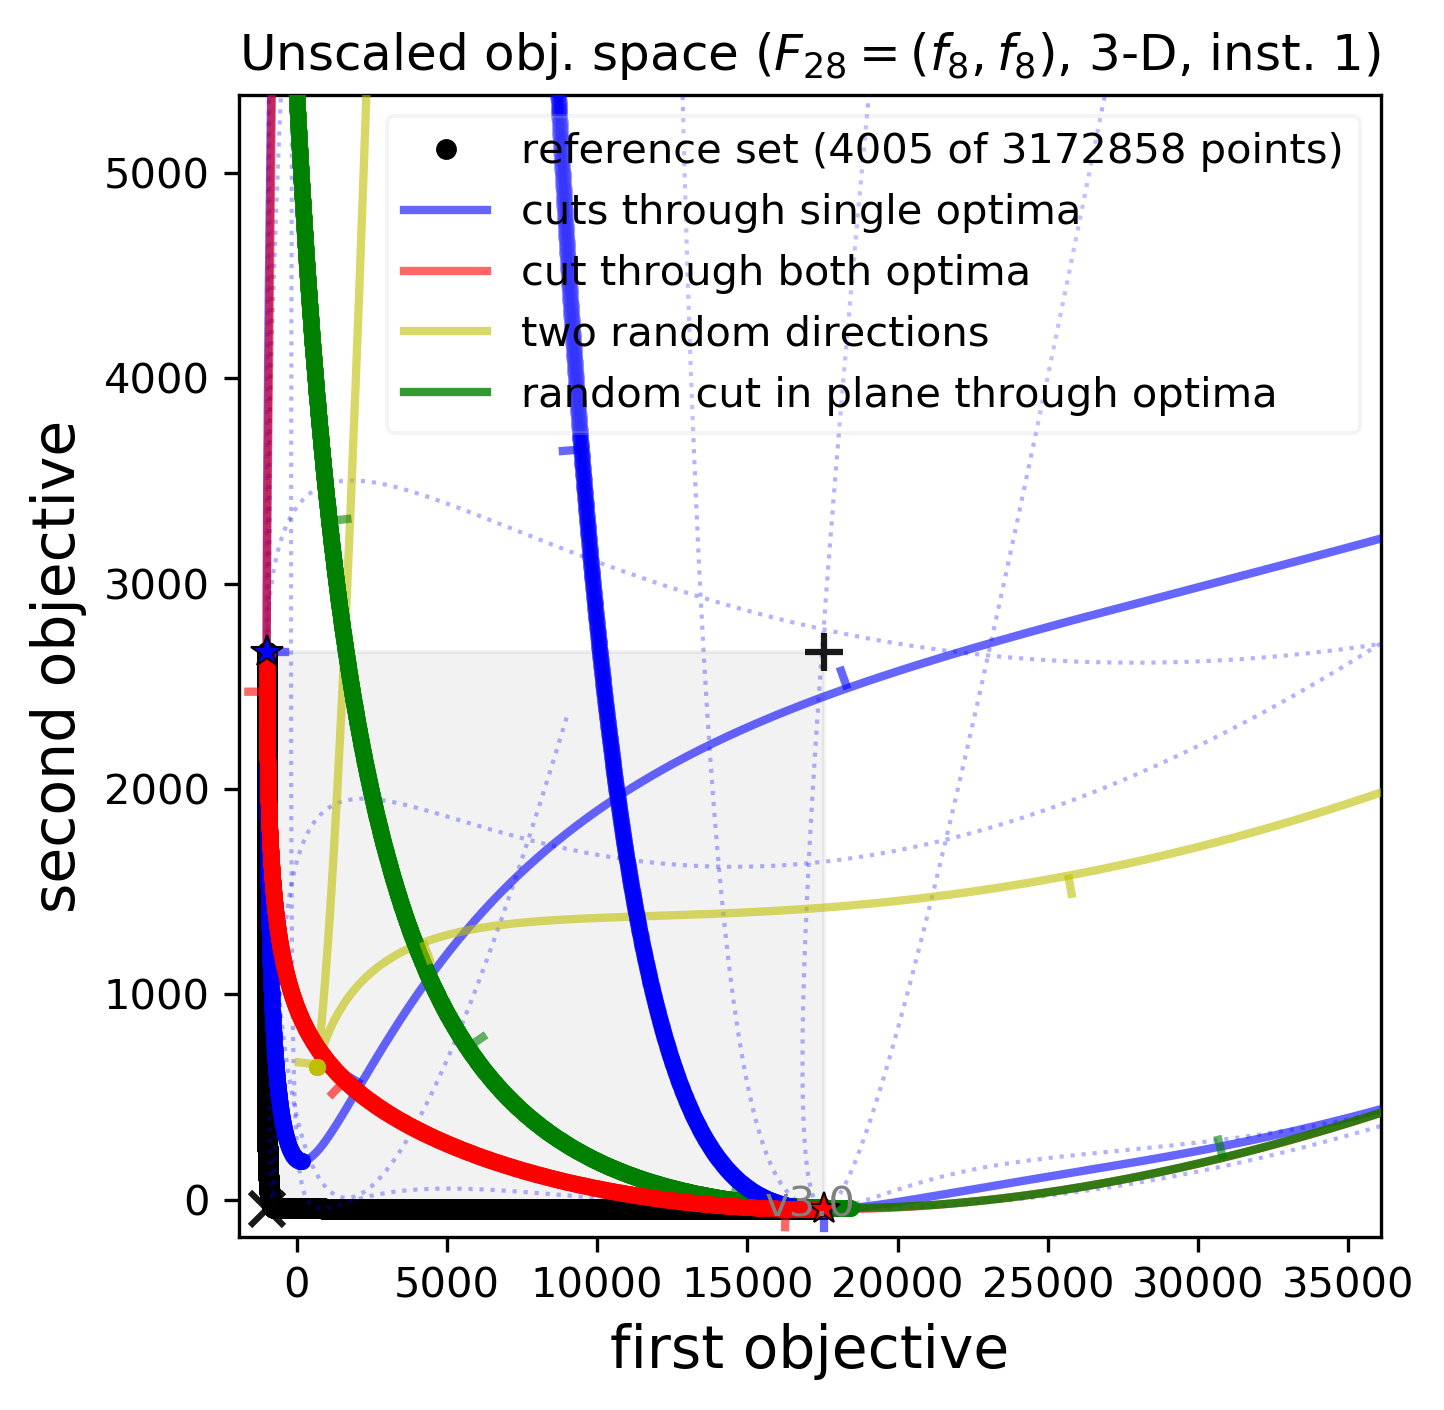 Unscaled obj. space (F₂₈ = (f₈, f₈), 3-D, inst. 1)
reference set (4005 of 3172858 points)
cuts through single optima
cut through both optima
two random directions
random cut in plane through optima
second objective
5000
4000
3000
2000
1000
0
v3.0
0 5000 10000 15000 20000 25000 30000 35000
first objective